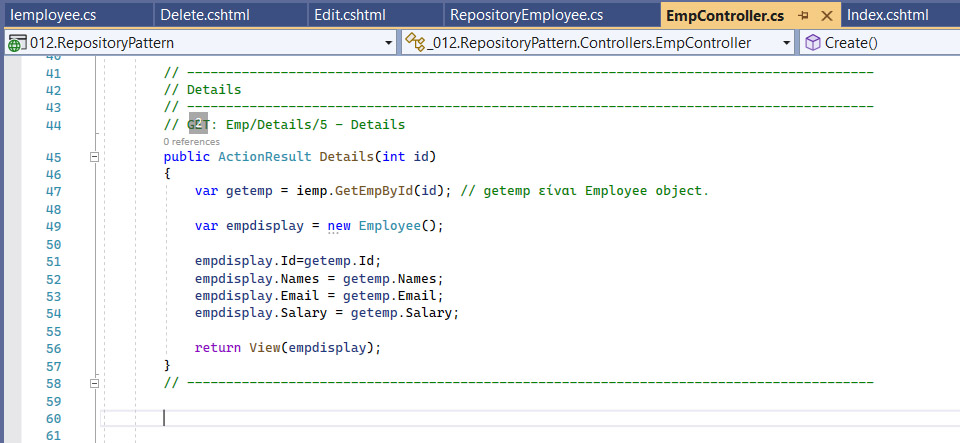 Iemployee.cs Delete.cshtml Edit.cshtml RepositoryEmployee.cs EmpController.cs Index.cshtml
012.RepositoryPattern _012.RepositoryPattern.Controllers.EmpController Create()
40
41 // ----------------------------------------------------------------------------------------
42 // Details
43 // ----------------------------------------------------------------------------------------
44 // GET: Emp/Details/5 - Details
2
0 references
45 public ActionResult Details(int id)
46 {
47 var getemp = iemp.GetEmpById(id); // getemp είναι Employee object.
48
49 var empdisplay = new Employee();
50
51 empdisplay.Id=getemp.Id;
52 empdisplay.Names = getemp.Names;
53 empdisplay.Email = getemp.Email;
54 empdisplay.Salary = getemp.Salary;
55
56 return View(empdisplay);
57 }
58 // ----------------------------------------------------------------------------------------
59
60
61